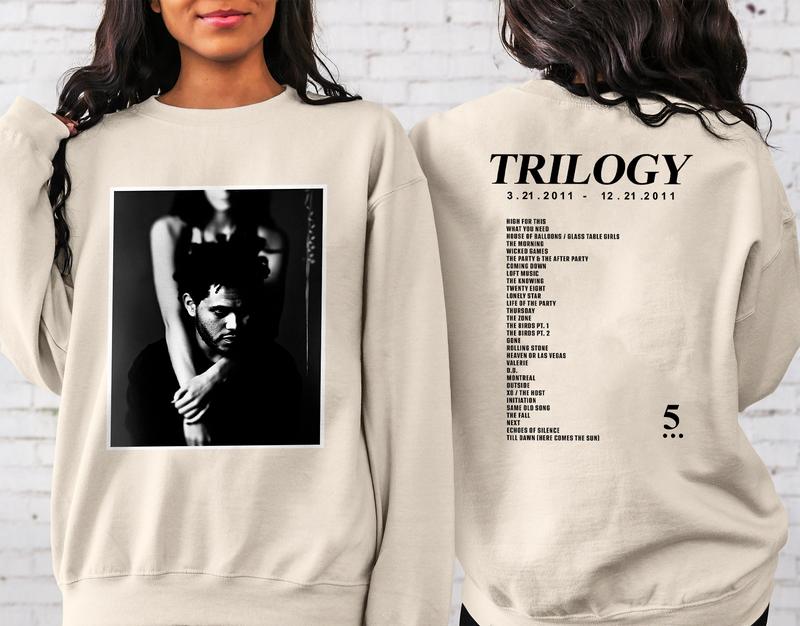 TRILOGY
3.21.2011 - 12.21.2011
HIGH FOR THIS
WHAT YOU NEED
HOUSE OF BALLOONS / GLASS TABLE GIRLS
THE MORNING
WICKED GAMES
THE PARTY & THE AFTER PARTY
COMING DOWN
LOFT MUSIC
THE KNOWING
TWENTY EIGHT
LONELY STAR
LIFE OF THE PARTY
THURSDAY
THE ZONE
THE BIRDS PT. 1
THE BIRDS PT. 2
GONE
ROLLING STONE
HEAVEN OR LAS VEGAS
VALERIE
D.D.
MONTREAL
OUTSIDE
XO / THE HOST
INITIATION
SAME OLD SONG
THE FALL
NEXT
ECHOES OF SILENCE
TILL DAWN (HERE COMES THE SUN)
5